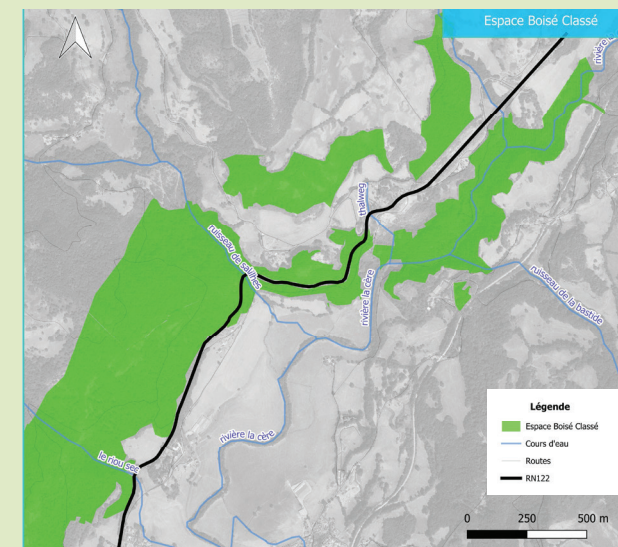 Espace Boisé Classé
rivière
thalweg
ruisseau de salilhes
rivière la cère
ruisseau de la bastide
rivière la cère
le riou sec
Légende
Espace Boisé Classé
Cours d'eau
Routes
RN122
0 250 500 m